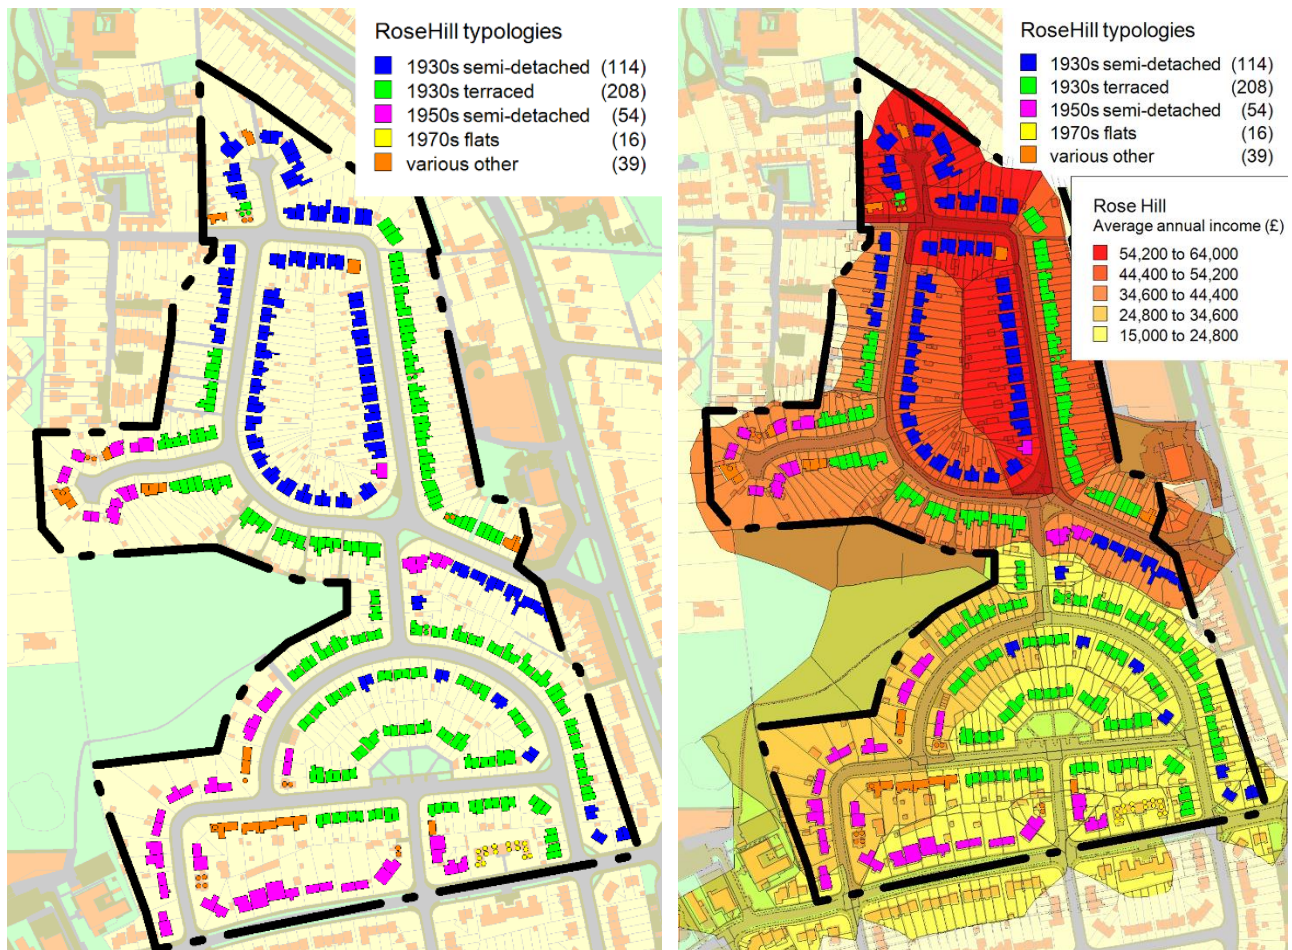 RoseHill typologies
1930s semi-detached (114)
1930s terraced (208)
1950s semi-detached (54)
1970s flats (16)
various other (39)
RoseHill typologies
1930s semi-detached (114)
1930s terraced (208)
1950s semi-detached (54)
1970s flats (16)
various other (39)
Rose Hill
Average annual income (£)
54,200 to 64,000
44,400 to 54,200
34,600 to 44,400
24,800 to 34,600
15,000 to 24,800